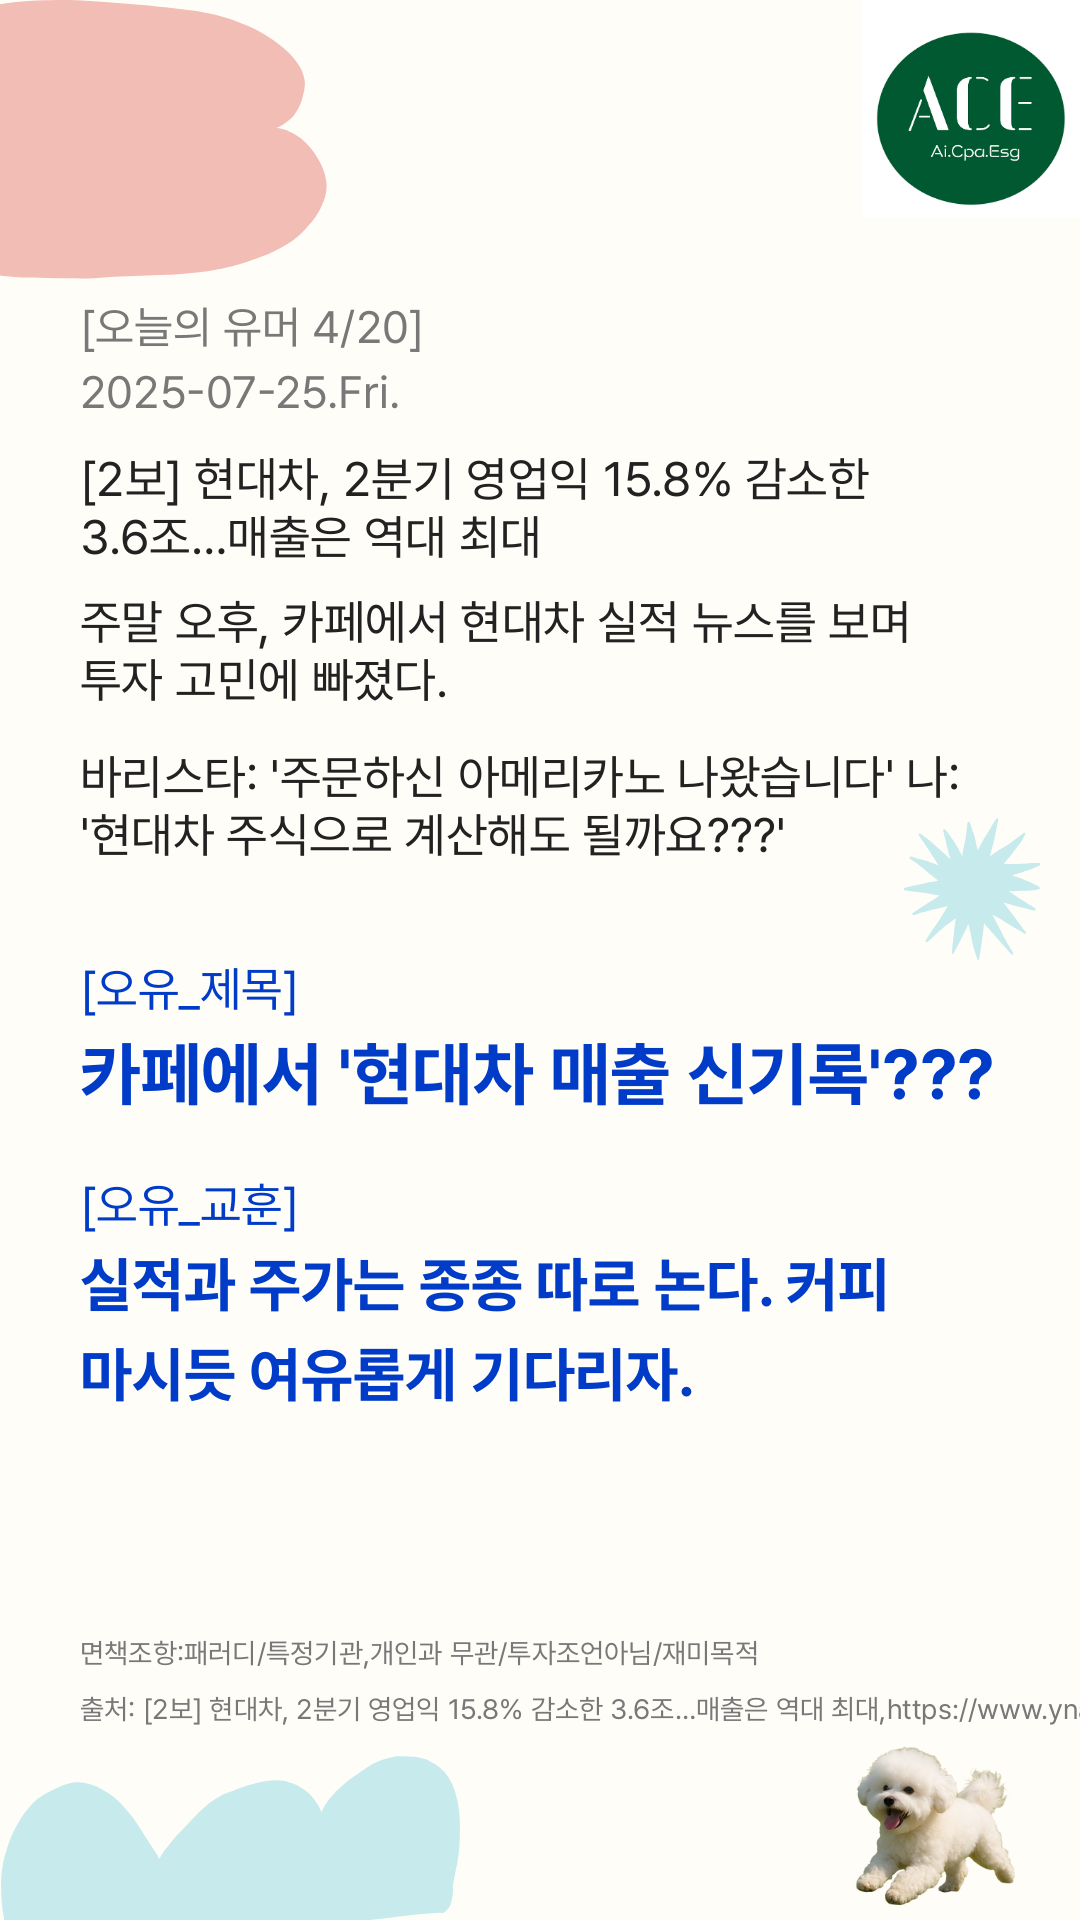 ACE
Ai.Cpa.Esg
[오늘의 유머 4/20]
2025-07-25.Fri.
[2보] 현대차, 2분기 영업익 15.8% 감소한
3.6조...매출은 역대 최대
주말 오후, 카페에서 현대차 실적 뉴스를 보며
투자 고민에 빠졌다.
바리스타: '주문하신 아메리카노 나왔습니다' 나:
'현대차 주식으로 계산해도 될까요???'
[오유_제목]
카페에서 '현대차 매출 신기록'???
[오유_교훈]
실적과 주가는 종종 따로 논다. 커피
마시듯 여유롭게 기다리자.
면책조항:패러디/특정기관,개인과 무관/투자조언아님/재미목적
출처: [2보] 현대차, 2분기 영업익 15.8% 감소한 3.6조...매출은 역대 최대,https://www.yna